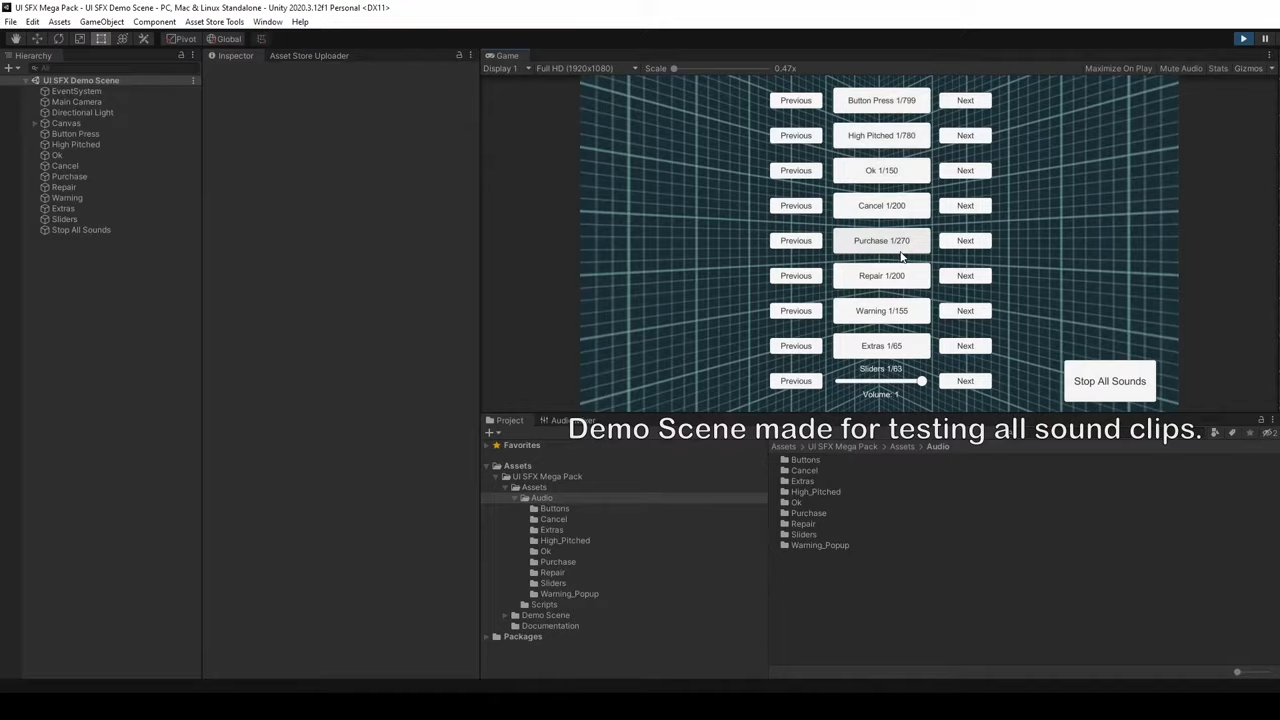 UI SFX Mega Pack - UI SFX Demo Scene - PC, Mac & Linux Standalone - Unity 2020.3.12f1 Personal <DX11>
File Edit Assets GameObject Component Asset Store Tools Window Help
Pivot Global
Hierarchy
Inspector Asset Store Uploader
Game
Display 1 Full HD (1920x1080) Scale 0.47x Maximize On Play Mute Audio Stats Gizmos
All
UI SFX Demo Scene
EventSystem
Main Camera
Directional Light
Canvas
Button Press
High Pitched
Ok
Cancel
Purchase
Repair
Warning
Extras
Sliders
Stop All Sounds
Previous Button Press 1/799 Next
Previous High Pitched 1/780 Next
Previous Ok 1/150 Next
Previous Cancel 1/200 Next
Previous Purchase 1/270 Next
Previous Repair 1/200 Next
Previous Warning 1/155 Next
Previous Extras 1/65 Next
Sliders 1/63
Previous Next
Volume: 1
Stop All Sounds
Project
Demo Scene made for testing all sound clips.
Favorites
Assets
UI SFX Mega Pack
Assets
Audio
Buttons
Cancel
Extras
High_Pitched
Ok
Purchase
Repair
Sliders
Warning_Popup
Scripts
Demo Scene
Documentation
Packages
Assets UI SFX Mega Pack Assets Audio
Buttons
Cancel
Extras
High_Pitched
Ok
Purchase
Repair
Sliders
Warning_Popup